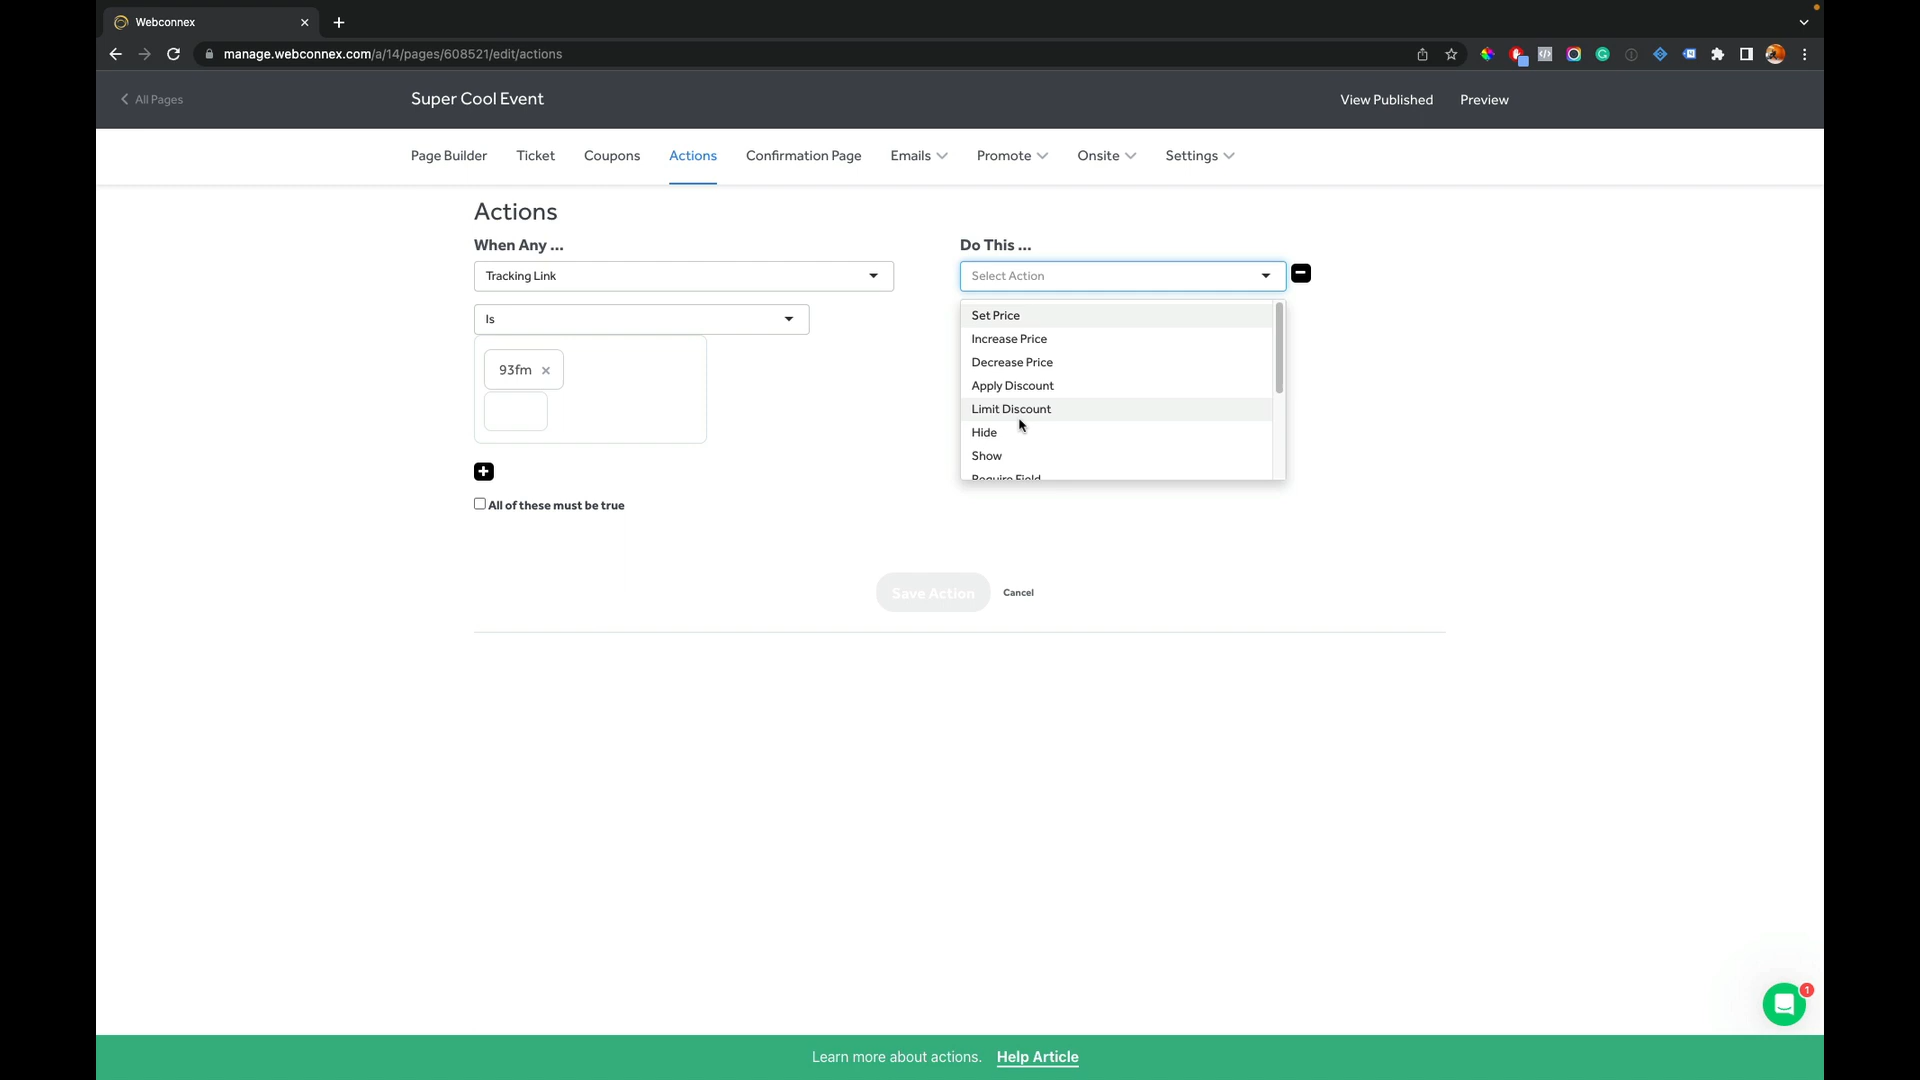 Webconnex
manage.webconnex.com/a/14/pages/608521/edit/actions
All Pages
Super Cool Event
View Published
Preview
Page Builder
Ticket
Coupons
Actions
Confirmation Page
Emails
Promote
Onsite
Settings
Actions
When Any ...
Do This ...
Tracking Link
Select Action
Is
93fm
Set Price
Increase Price
Decrease Price
Apply Discount
Limit Discount
Hide
Show
Require Field
All of these must be true
Save Action
Cancel
1
Learn more about actions. Help Article